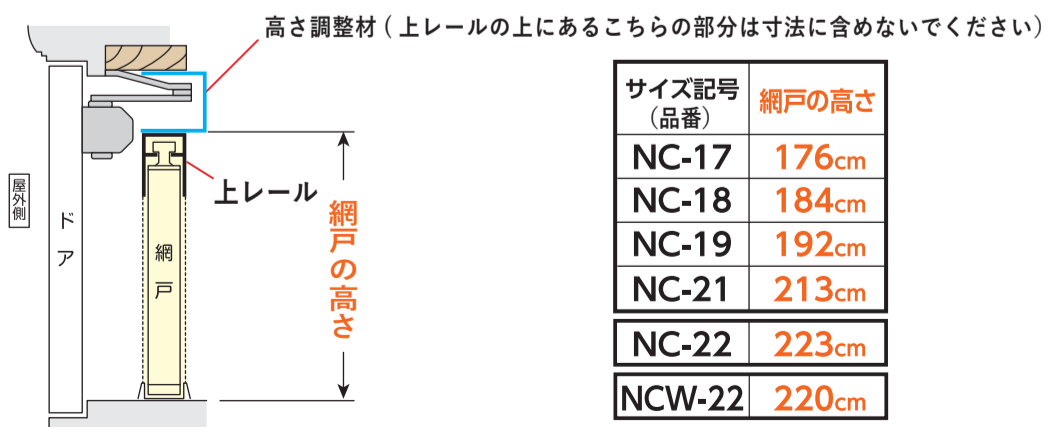 高さ調整材 ( 上レールの上にあるこちらの部分は寸法に含めないでください)
上レール
網戸の高さ
屋外側
ドア
網戸
サイズ記号 網戸の高さ
(品番)
NC-17 176cm
NC-18 184cm
NC-19 192cm
NC-21 213cm
NC-22 223cm
NCW-22 220cm